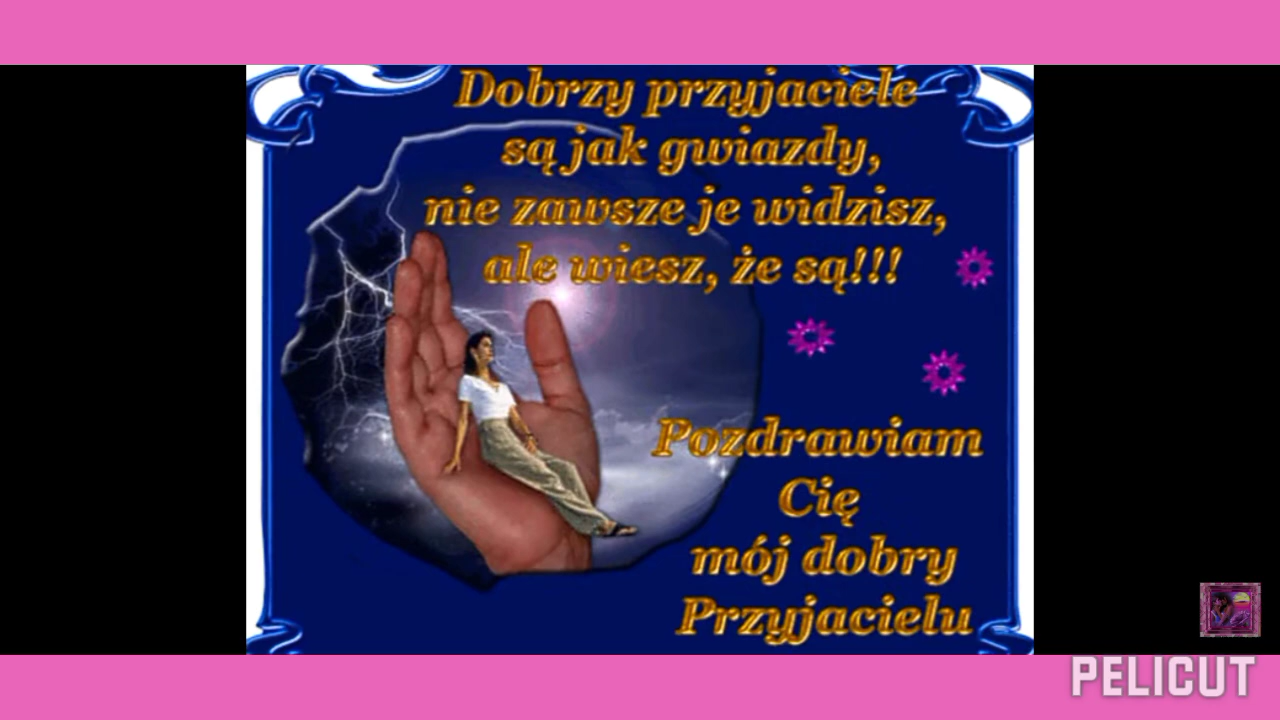 Dobrzy przyjaciele
są jak gwiazdy,
nie zawsze je widzisz,
ale wiesz, że są!!!
Pozdrawiam
Cię
mój dobry
Przyjacielu
PELICUT